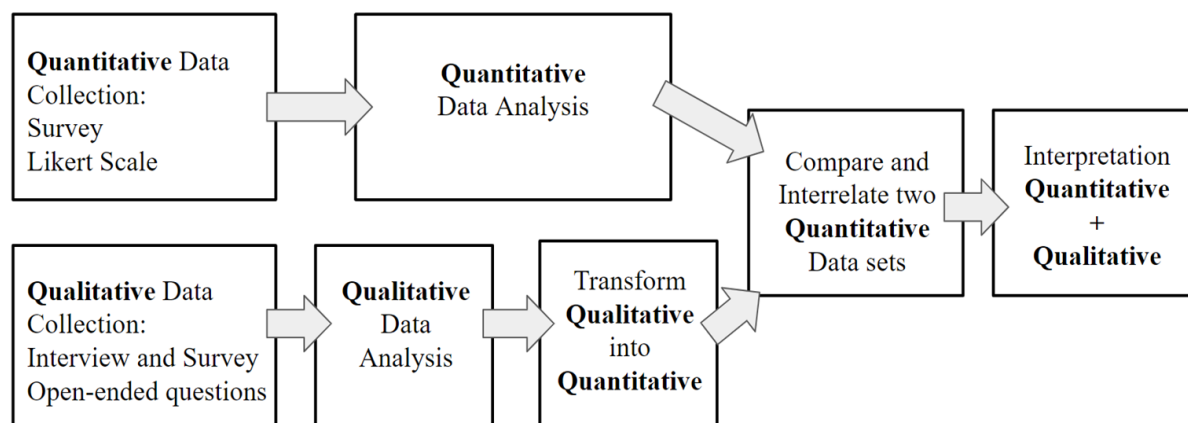 Quantitative Data
Collection:
Survey
Likert Scale
Quantitative
Data Analysis
Qualitative Data
Collection:
Interview and Survey
Open-ended questions
Qualitative
Data
Analysis
Transform
Qualitative
into
Quantitative
Compare and
Interrelate two
Quantitative
Data sets
Interpretation
Quantitative
+
Qualitative